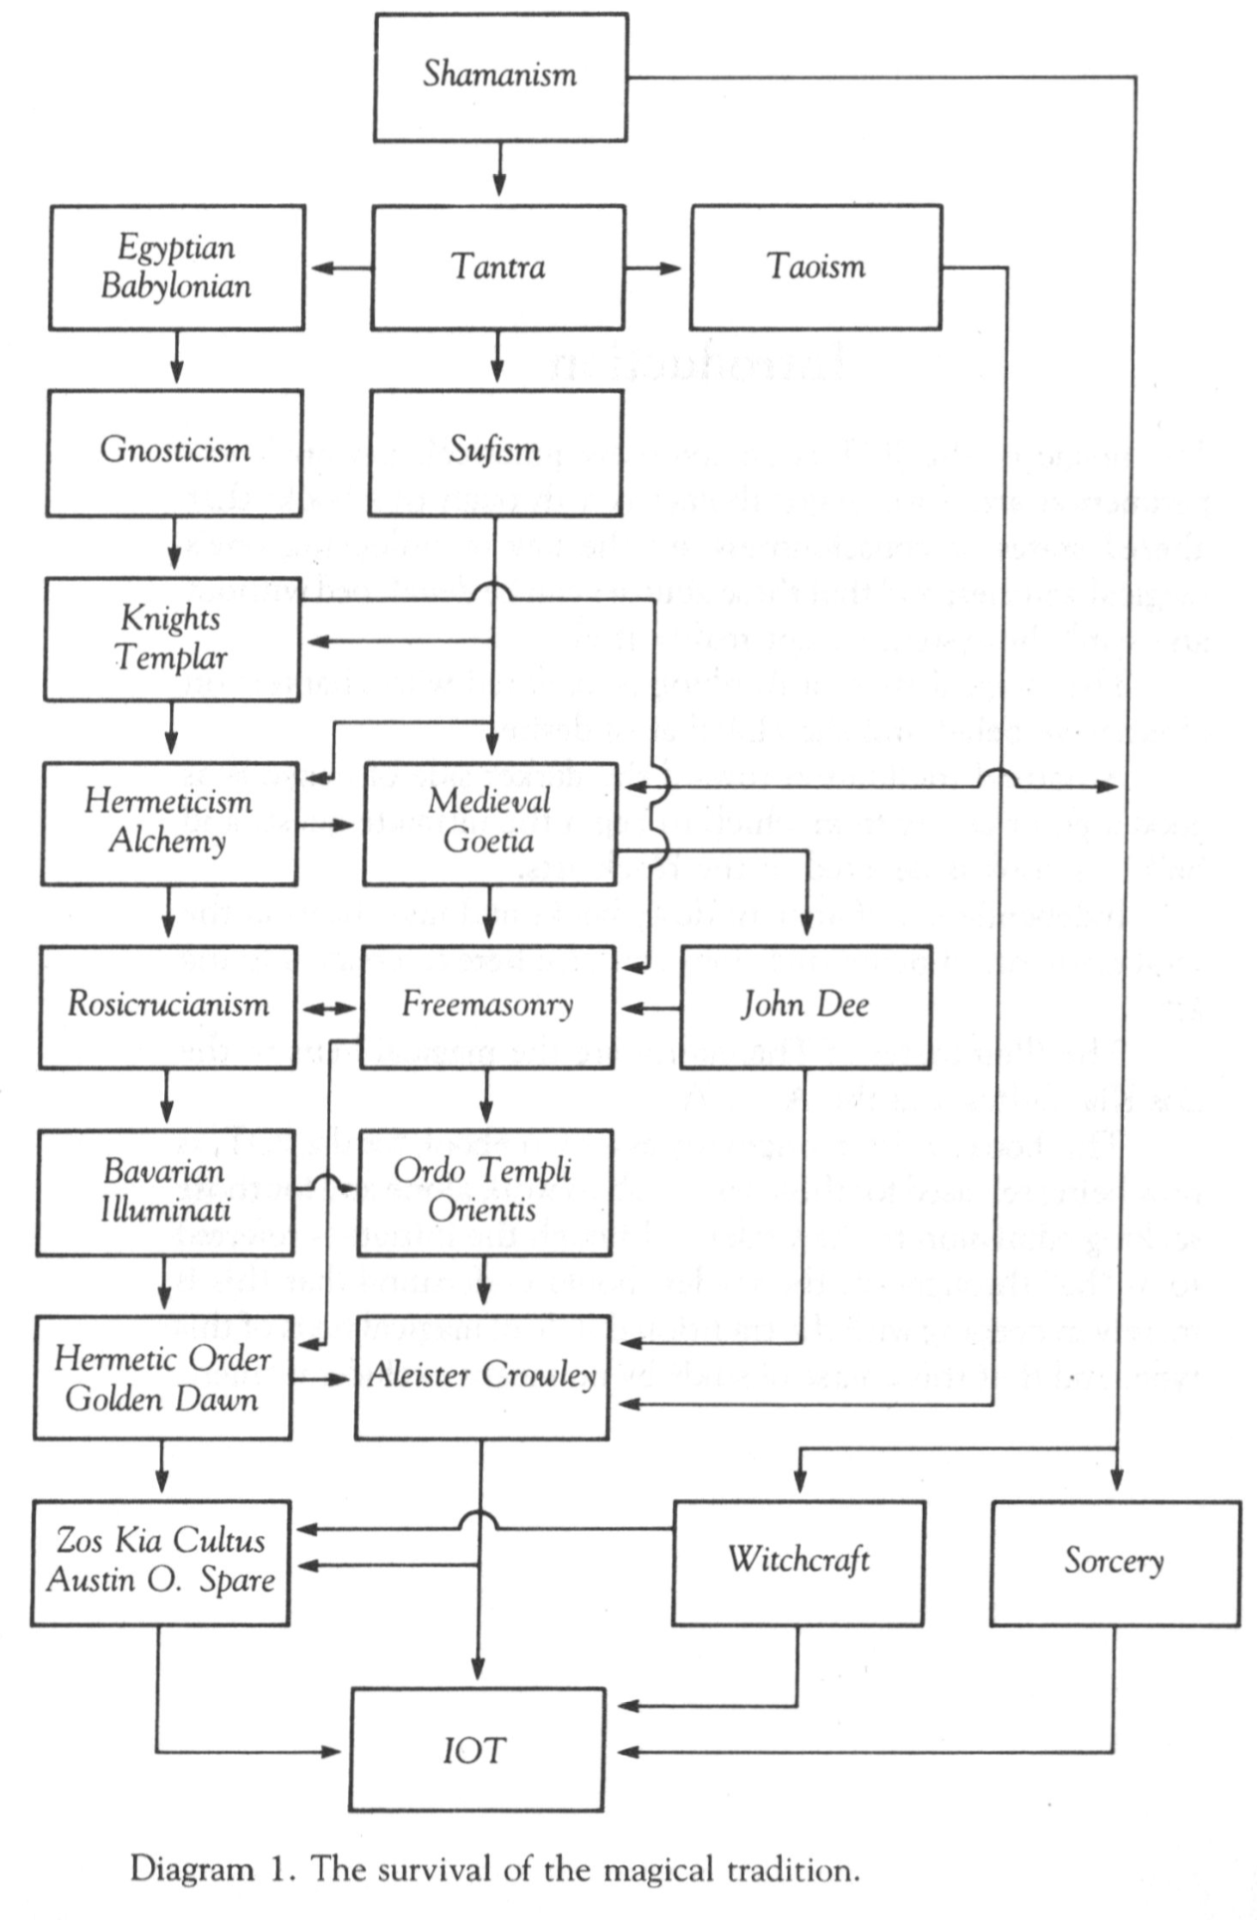 Shamanism
Egyptian
Babylonian
Tantra
Taoism
Gnosticism
Sufism
Knights
Templar
Hermeticism
Alchemy
Medieval
Goetia
Rosicrucianism
Freemasonry
John Dee
Bavarian
Illuminati
Ordo Templi
Orientis
Hermetic Order
Golden Dawn
Aleister Crowley
Zos Kia Cultus
Austin O. Spare
Witchcraft
Sorcery
IOT
Diagram 1. The survival of the magical tradition.